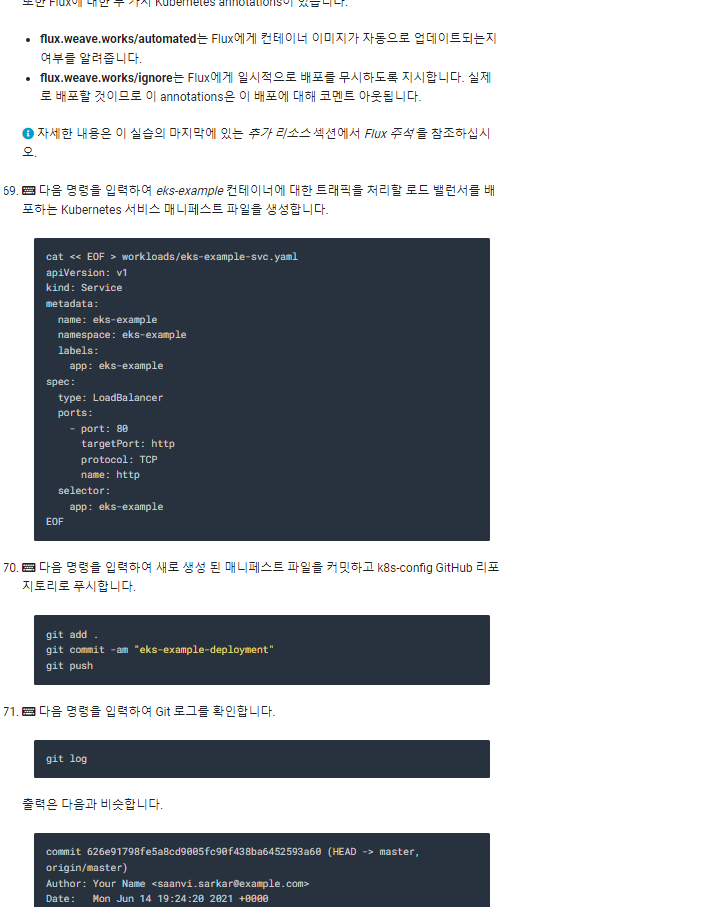 또한 Flux에 대한 두 가지 Kubernetes annotations이 있습니다.
• flux.weave.works/automated는 Flux에게 컨테이너 이미지가 자동으로 업데이트되는지
여부를 알려줍니다.
• flux.weave.works/ignore는 Flux에게 일시적으로 배포를 무시하도록 지시합니다. 실제
로 배포할 것이므로 이 annotations은 이 배포에 대해 코멘트 아웃됩니다.
자세한 내용은 이 실습의 마지막에 있는 추가 리소스 섹션에서 Flux 주석 을 참조하십시
오.
69. 다음 명령을 입력하여 eks-example 컨테이너에 대한 트래픽을 처리할 로드 밸런서를 배
포하는 Kubernetes 서비스 매니페스트 파일을 생성합니다.
cat << EOF > workloads/eks-example-svc.yaml
apiVersion: v1
kind: Service
metadata:
  name: eks-example
  namespace: eks-example
  labels:
    app: eks-example
spec:
  type: LoadBalancer
  ports:
    - port: 80
      targetPort: http
      protocol: TCP
      name: http
  selector:
    app: eks-example
EOF
70. 다음 명령을 입력하여 새로 생성 된 매니페스트 파일을 커밋하고 k8s-config GitHub 리포
지토리로 푸시합니다.
git add .
git commit -am "eks-example-deployment"
git push
71. 다음 명령을 입력하여 Git 로그를 확인합니다.
git log
출력은 다음과 비슷합니다.
commit 626e91798fe5a8cd9005fc90f438ba6452593a60 (HEAD -> master,
origin/master)
Author: Your Name <saanvi.sarkar@example.com>
Date:   Mon Jun 14 19:24:20 2021 +0000